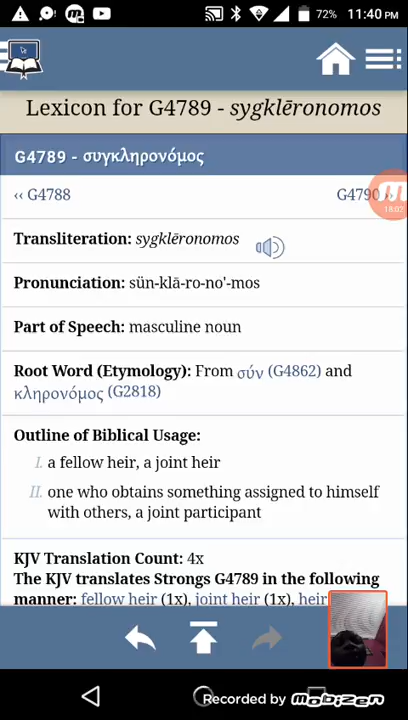 72% 11:40 PM
Lexicon for G4789 - sygklēronomos
G4789 - συγκληρονόμος
‹‹ G4788 G4790 ››
18:02
Transliteration: sygklēronomos
Pronunciation: sün-klā-ro-no'-mos
Part of Speech: masculine noun
Root Word (Etymology): From σύν (G4862) and
κληρονόμος (G2818)
Outline of Biblical Usage:
I. a fellow heir, a joint heir
II. one who obtains something assigned to himself
with others, a joint participant
KJV Translation Count: 4x
The KJV translates Strongs G4789 in the following
manner: fellow heir (1x), joint heir (1x), heir
Recorded by mobizen